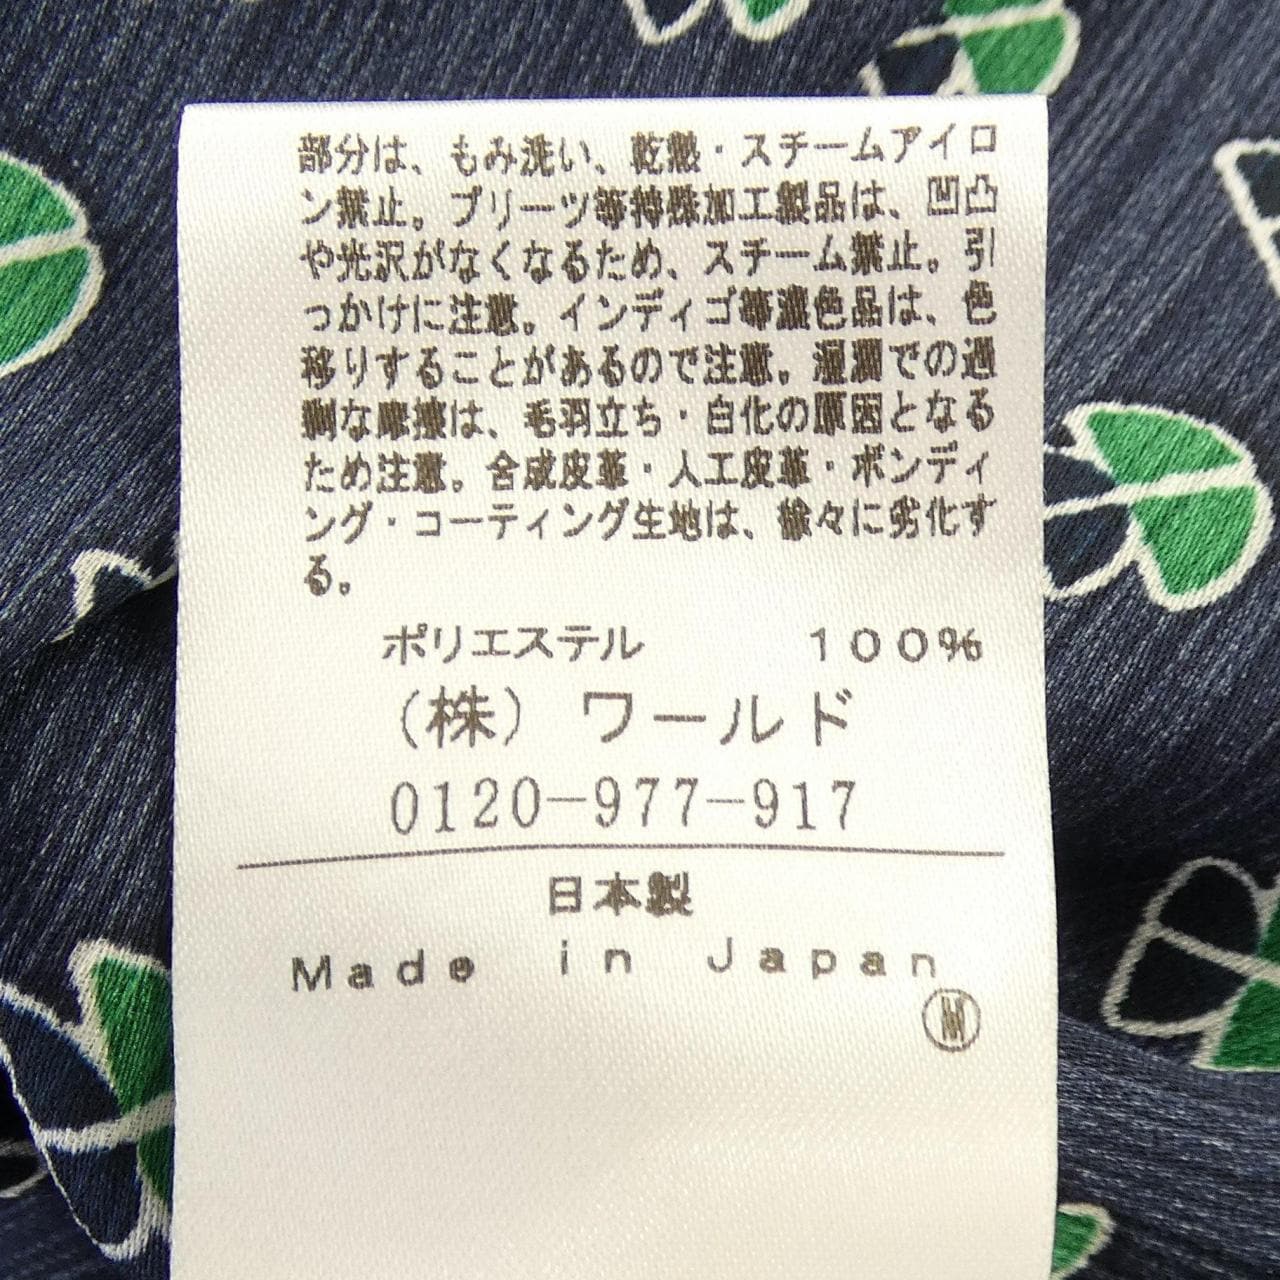 部分は、もみ洗い、乾熱・スチームアイロ
ン禁止。プリーツ等特殊加工製品は、凹凸
や光沢がなくなるため、スチーム禁止。引
っかけに注意。インディゴ等濃色品は、色
移りすることがあるので注意。湿潤での過
剰な摩擦は、毛羽立ち・白化の原因となる
ため注意。合成皮革・人工皮革・ボンディ
ング・コーティング生地は、徐々に劣化す
る。
ポリエステル 100%
(株)ワールド
0120-977-917
日本製
Made in Japan
M